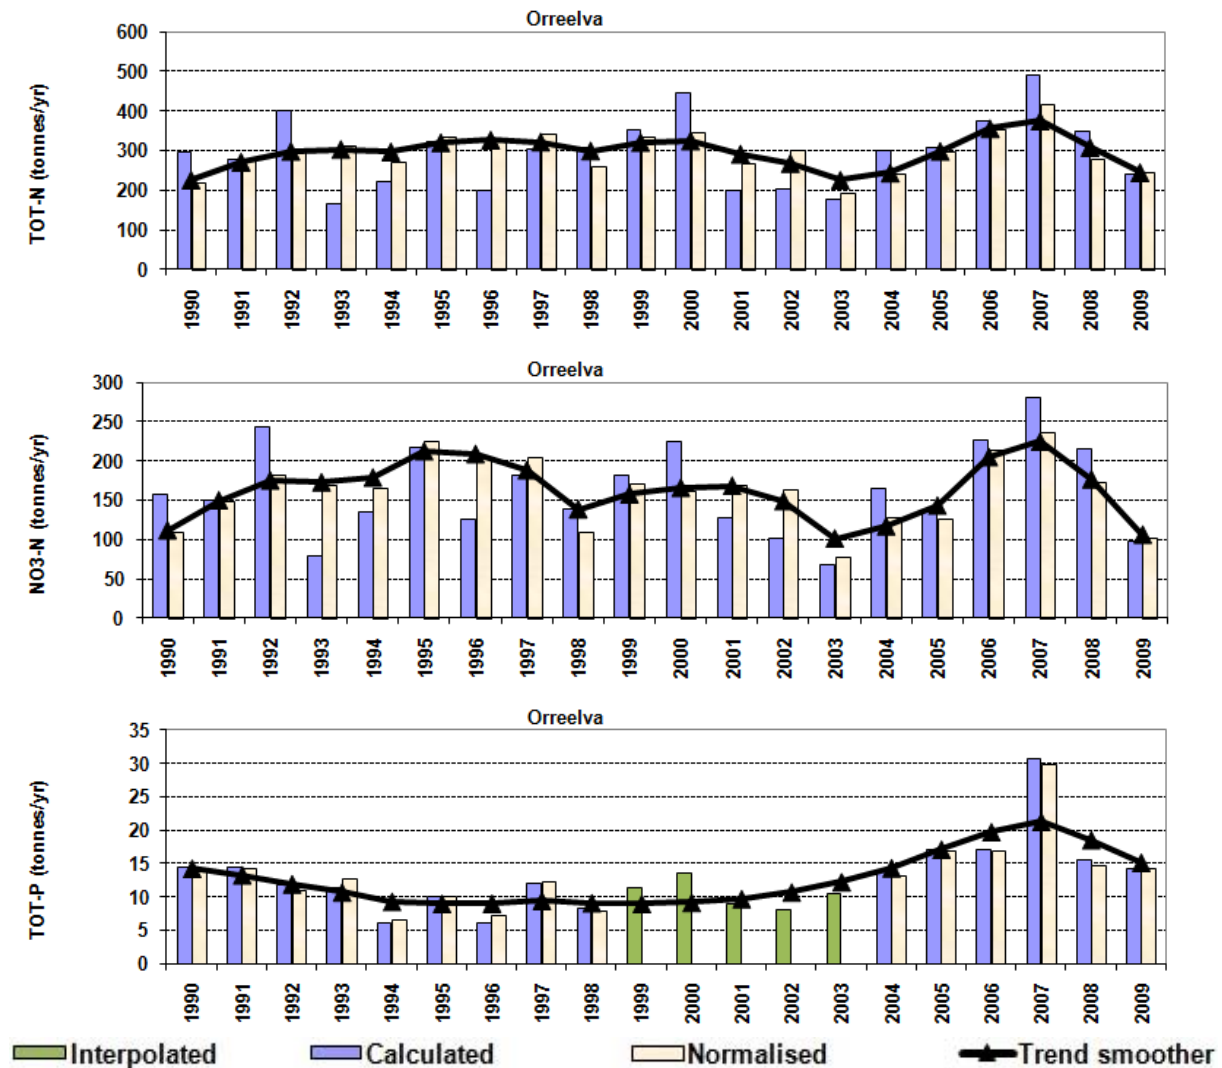 Orreelva
TOT-N (tonnes/yr)
600
500
400
300
200
100
0
1990 1991 1992 1993 1994 1995 1996 1997 1998 1999 2000 2001 2002 2003 2004 2005 2006 2007 2008 2009
Orreelva
NO3-N (tonnes/yr)
300
250
200
150
100
50
0
1990 1991 1992 1993 1994 1995 1996 1997 1998 1999 2000 2001 2002 2003 2004 2005 2006 2007 2008 2009
Orreelva
TOT-P (tonnes/yr)
35
30
25
20
15
10
5
0
1990 1991 1992 1993 1994 1995 1996 1997 1998 1999 2000 2001 2002 2003 2004 2005 2006 2007 2008 2009
Interpolated Calculated Normalised Trend smoother